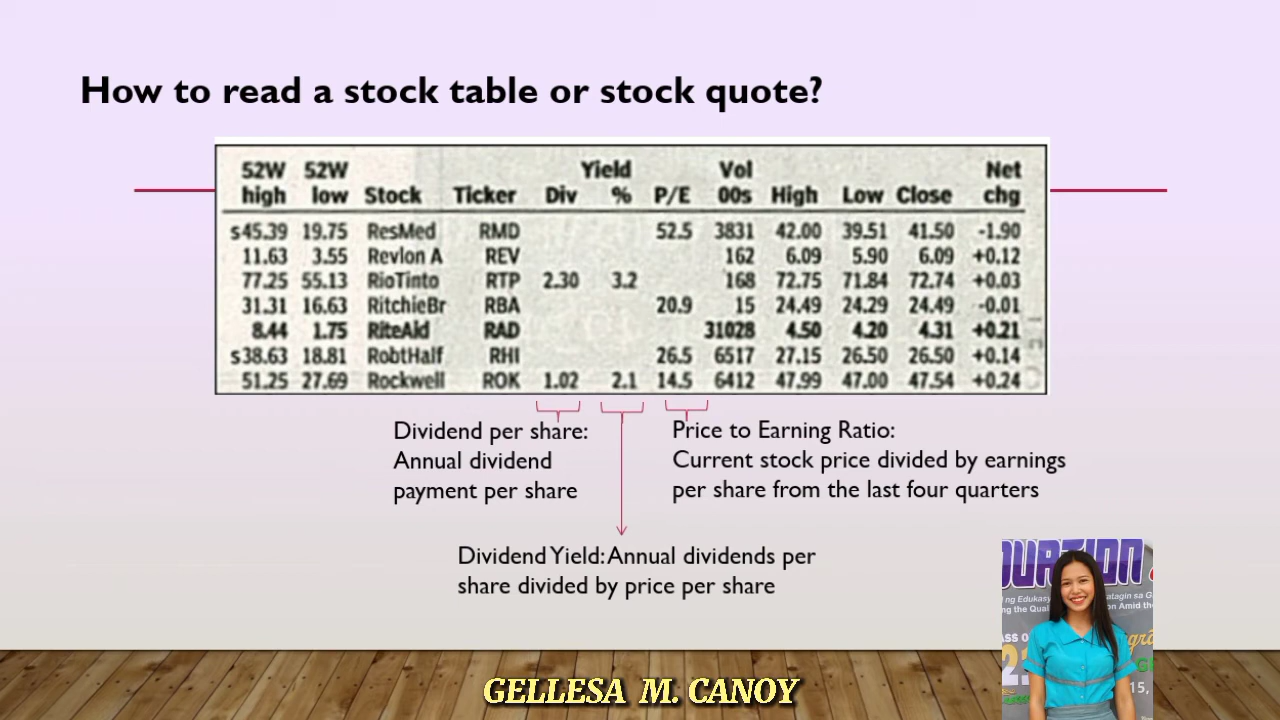 How to read a stock table or stock quote?
52W 52W Yield Vol Net
high low Stock Ticker Div % P/E 00s High Low Close chg
s45.39 19.75 ResMed RMD 52.5 3831 42.00 39.51 41.50 -1.90
11.63 3.55 Revlon A REV 162 6.09 5.90 6.09 +0.12
77.25 55.13 RioTinto RTP 2.30 3.2 168 72.75 71.84 72.74 +0.03
31.31 16.63 RitchieBr RBA 20.9 15 24.49 24.29 24.49 -0.01
8.44 1.75 RiteAid RAD 31028 4.50 4.20 4.31 +0.21
s38.63 18.81 RobtHalf RHI 26.5 6517 27.15 26.50 26.50 +0.14
51.25 27.69 Rockwell ROK 1.02 2.1 14.5 6412 47.99 47.00 47.54 +0.24
Dividend per share:
Annual dividend
payment per share
Price to Earning Ratio:
Current stock price divided by earnings
per share from the last four quarters
Dividend Yield: Annual dividends per
share divided by price per share
ng Edukasy
ng the Qual
on Amid the
15,
GELLESA M. CANOY